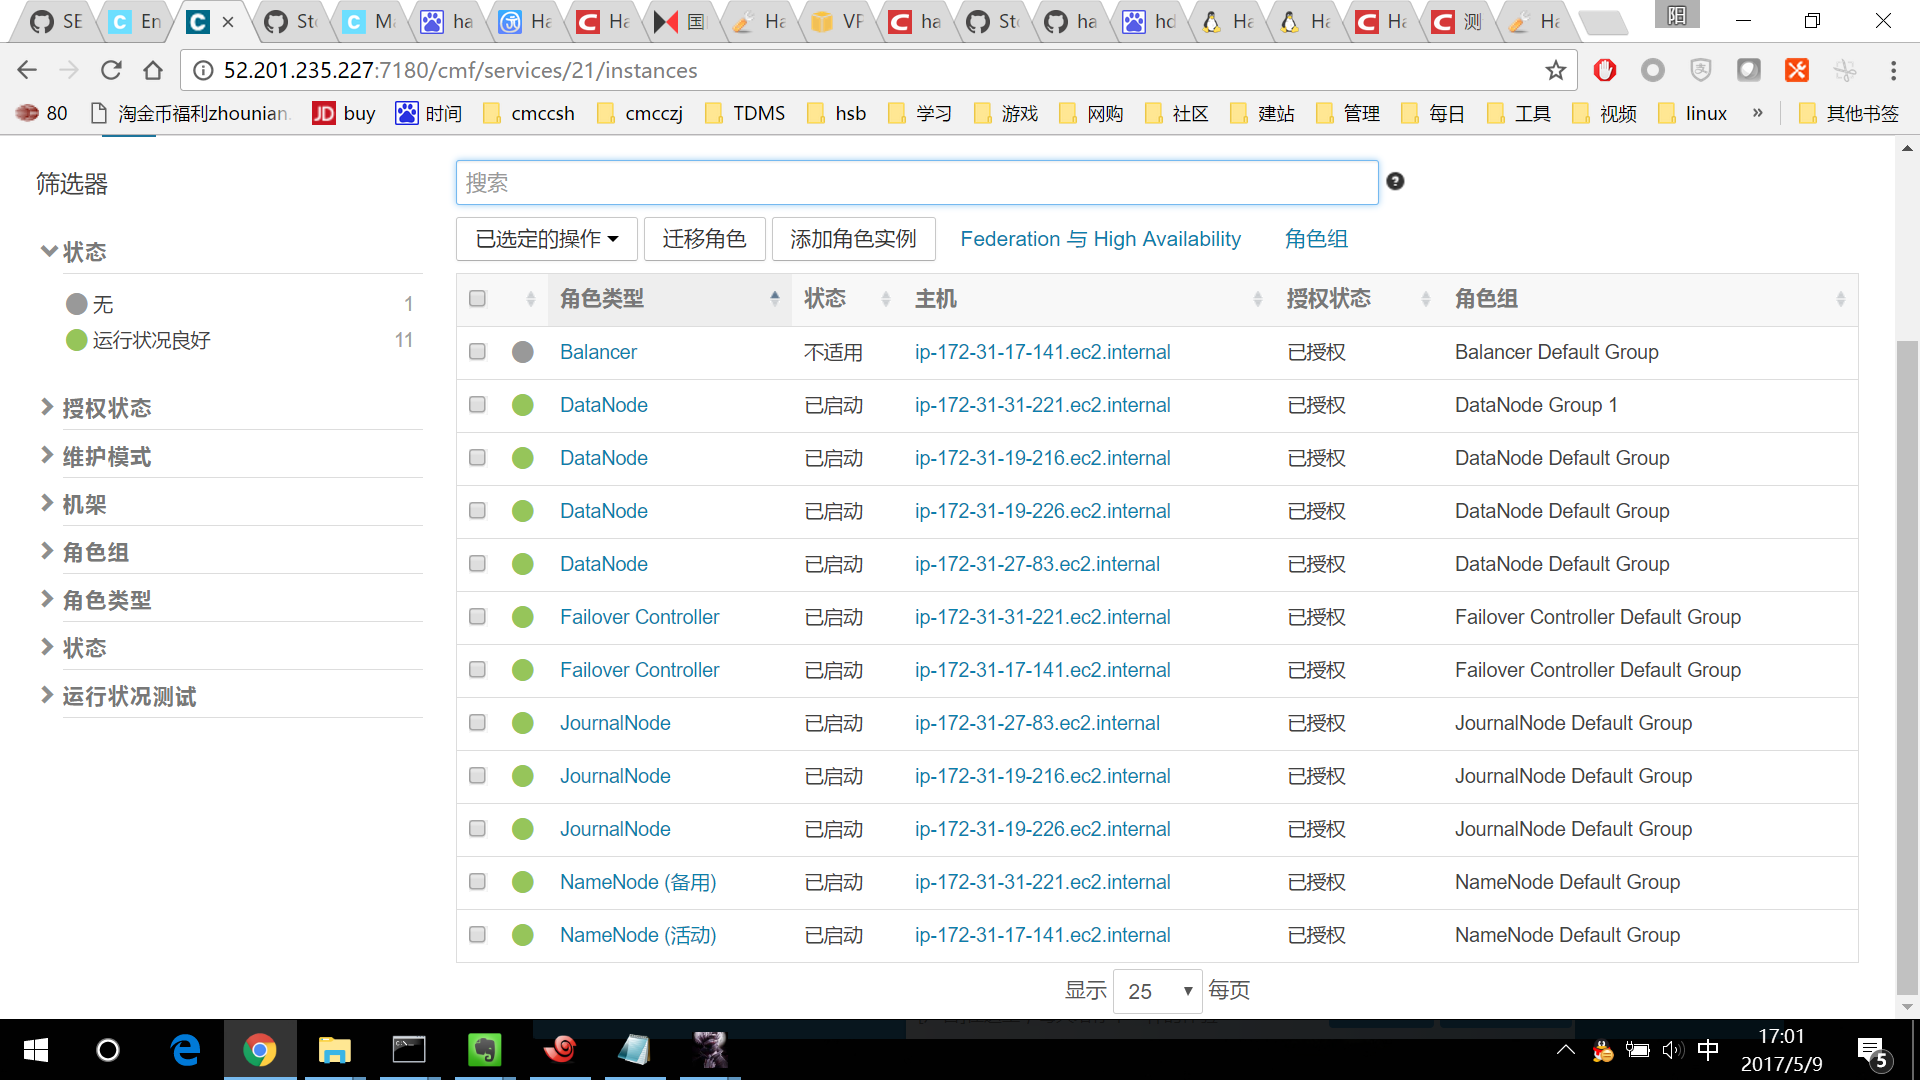 SE
En
Sto
Ma
ha
Ha
Ha
国
Ha
VP
ha
Sto
ha
hd
Ha
Ha
Ha
测
Ha
阳
52.201.235.227:7180/cmf/services/21/instances
80 淘金币福利zhounian. buy 时间 cmccsh cmcczj TDMS hsb 学习 游戏 网购 社区 建站 管理 每日 工具 视频 linux » 其他书签
筛选器
状态
无 1
运行状况良好 11
授权状态
维护模式
机架
角色组
角色类型
状态
运行状况测试
搜索
已选定的操作 迁移角色 添加角色实例 Federation 与 High Availability 角色组
角色类型 状态 主机 授权状态 角色组
Balancer 不适用 ip-172-31-17-141.ec2.internal 已授权 Balancer Default Group
DataNode 已启动 ip-172-31-31-221.ec2.internal 已授权 DataNode Group 1
DataNode 已启动 ip-172-31-19-216.ec2.internal 已授权 DataNode Default Group
DataNode 已启动 ip-172-31-19-226.ec2.internal 已授权 DataNode Default Group
DataNode 已启动 ip-172-31-27-83.ec2.internal 已授权 DataNode Default Group
Failover Controller 已启动 ip-172-31-31-221.ec2.internal 已授权 Failover Controller Default Group
Failover Controller 已启动 ip-172-31-17-141.ec2.internal 已授权 Failover Controller Default Group
JournalNode 已启动 ip-172-31-27-83.ec2.internal 已授权 JournalNode Default Group
JournalNode 已启动 ip-172-31-19-216.ec2.internal 已授权 JournalNode Default Group
JournalNode 已启动 ip-172-31-19-226.ec2.internal 已授权 JournalNode Default Group
NameNode (备用) 已启动 ip-172-31-31-221.ec2.internal 已授权 NameNode Default Group
NameNode (活动) 已启动 ip-172-31-17-141.ec2.internal 已授权 NameNode Default Group
显示 25 每页
中
17:01
2017/5/9
5